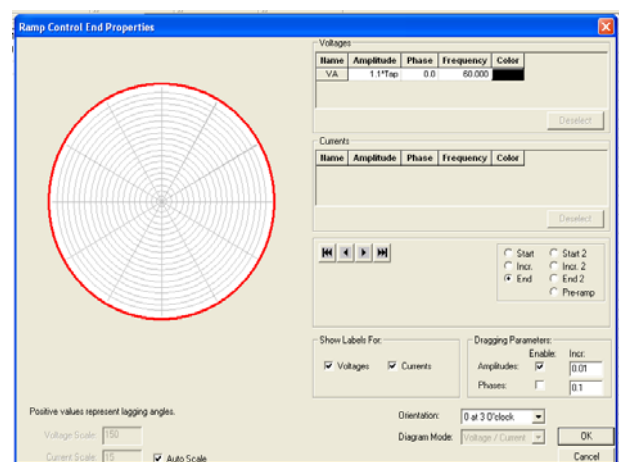 Ramp Control End Properties
Voltages
Name Amplitude Phase Frequency Color
VA 1.1*Tap 0.0 60.000
Deselect
Currents
Name Amplitude Phase Frequency Color
Deselect
Start Start 2
Incr. Incr. 2
End End 2
Pre-ramp
Show Labels For:
Voltages Currents
Dragging Parameters:
Enable: Incr:
Amplitudes: 0.01
Phases: 0.1
Positive values represent lagging angles.
Orientation: 0 at 3 O'clock
Voltage Scale: 150
Diagram Mode: Voltage / Current
OK
Current Scale: 15
Auto Scale
Cancel